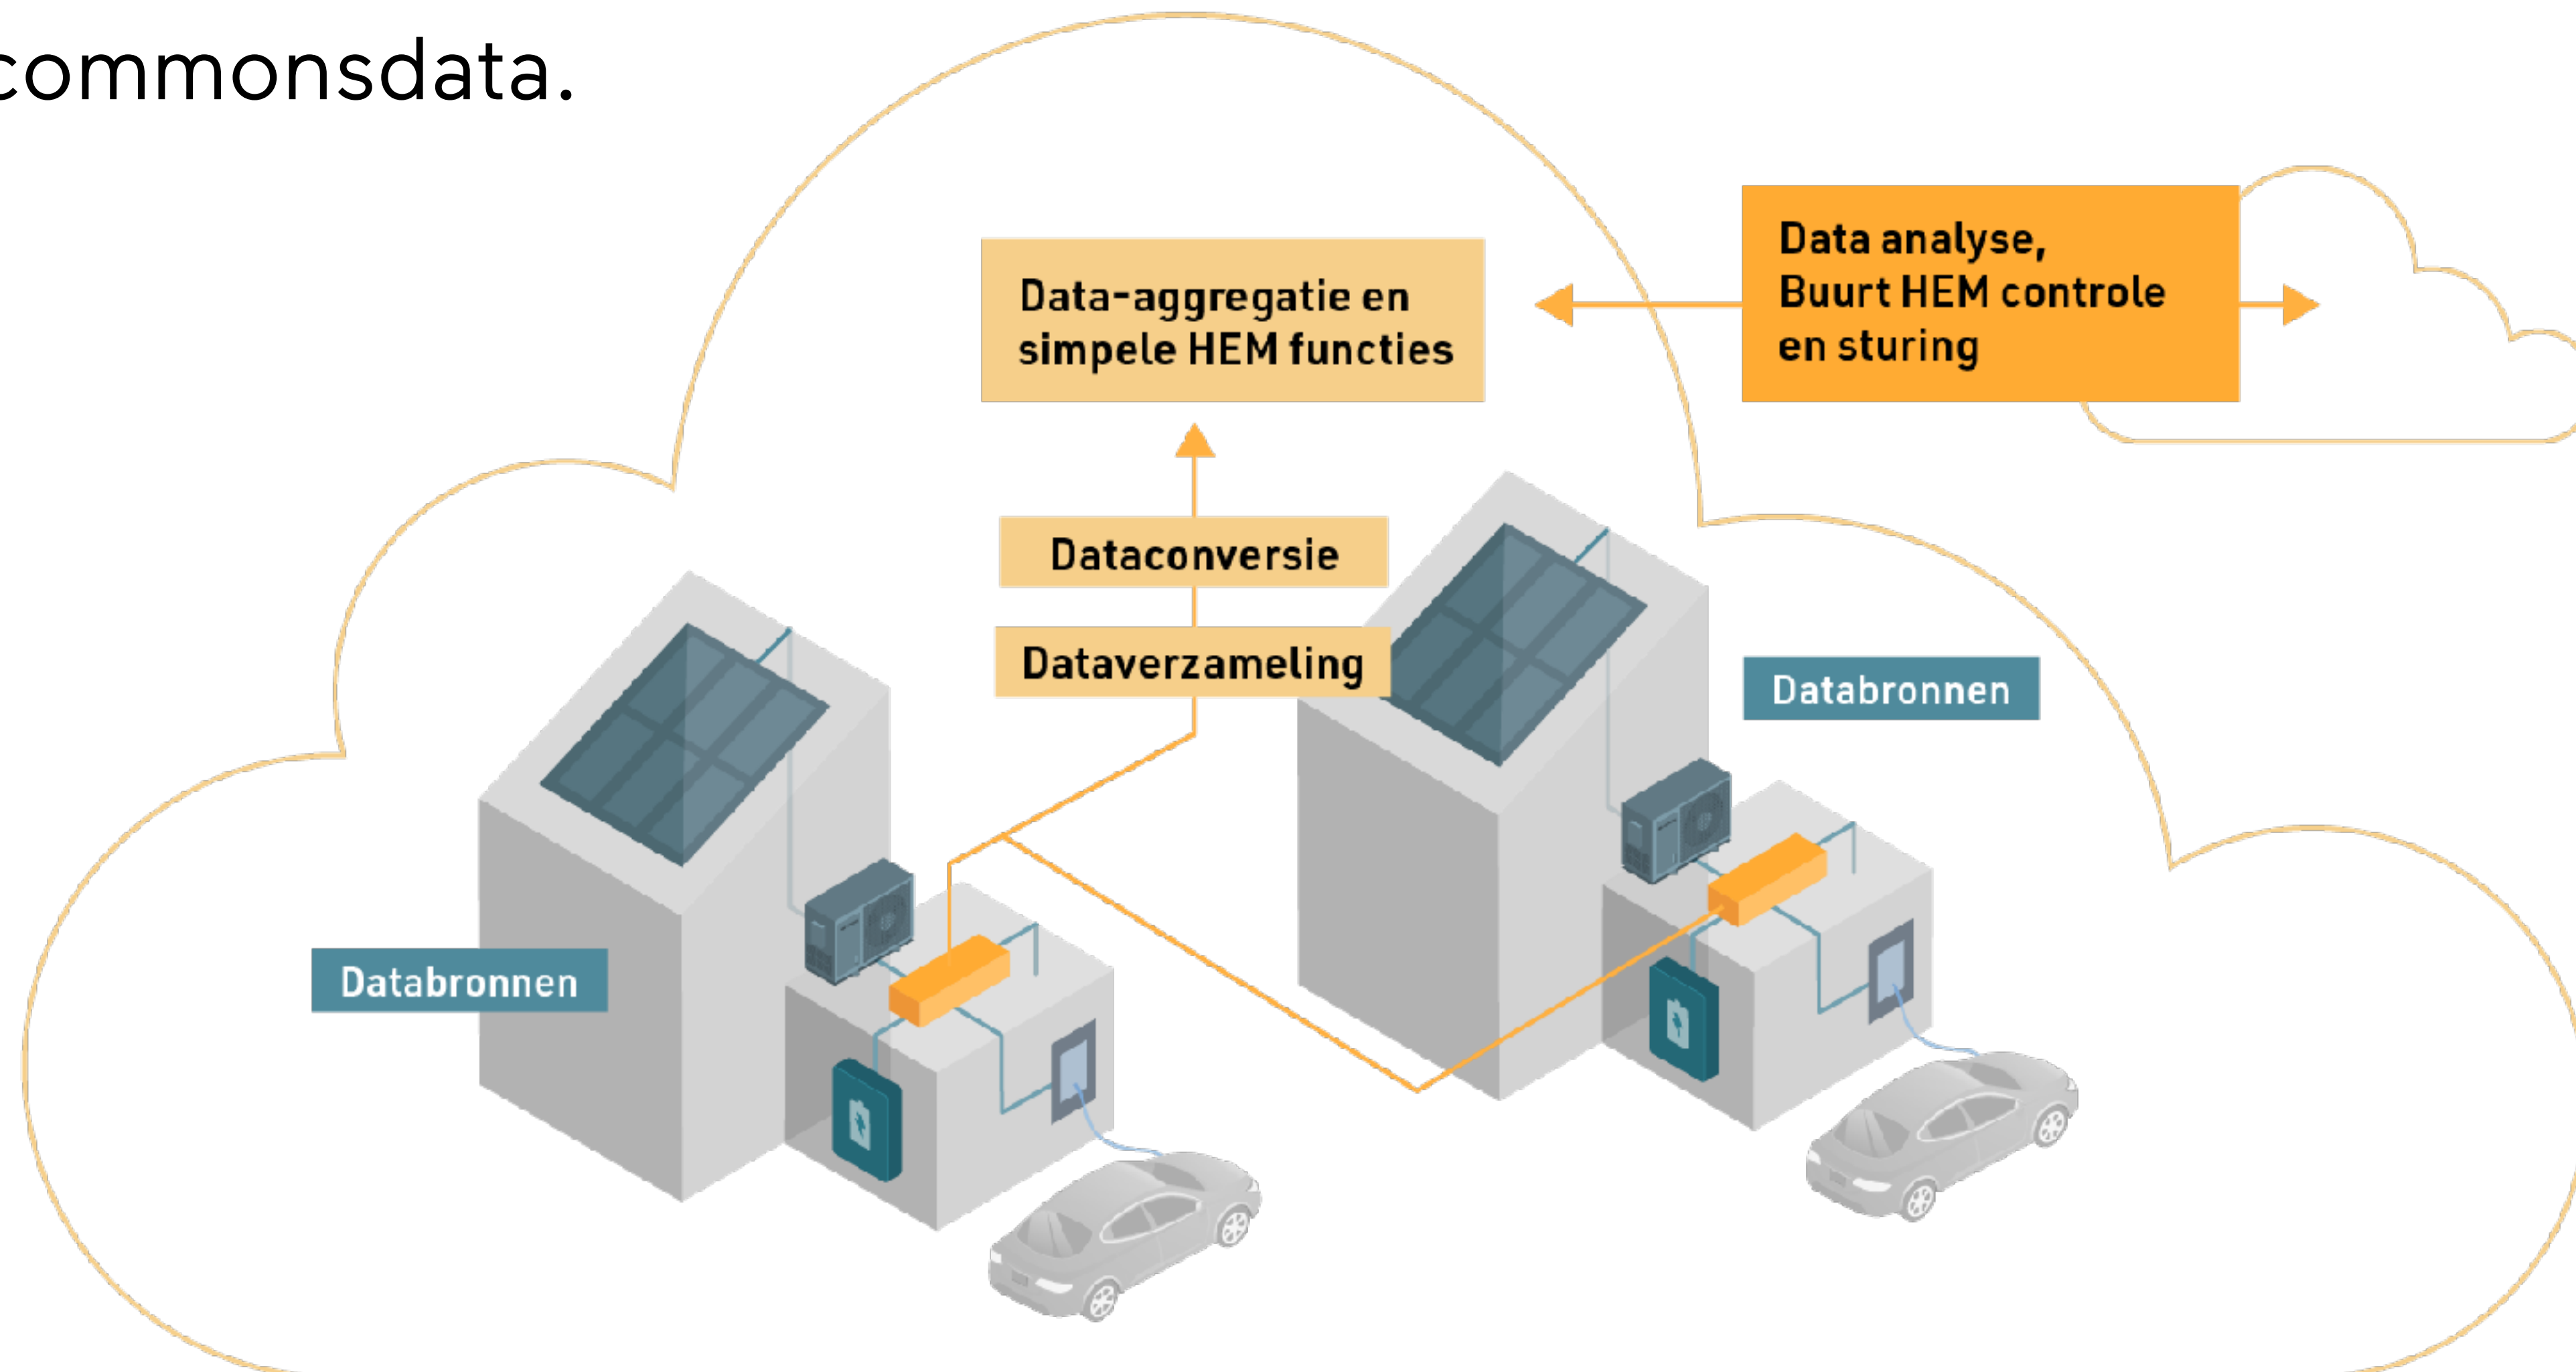 commonsdata.
Data-aggregatie en
simpele HEM functies
Data analyse,
Buurt HEM controle
en sturing
Dataconversie
Dataverzameling
Databronnen
Databronnen